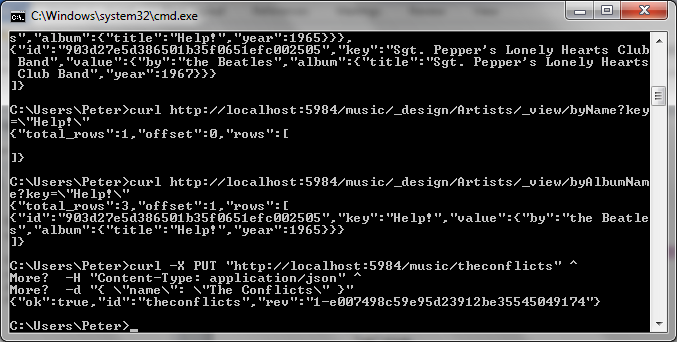 C:\Windows\system32\cmd.exe
s","album":{"title":"Help!","year":1965}}},
{"id":"903d27e5d386501b35f0651efc002505","key":"Sgt. Pepper's Lonely Hearts Club
 Band","value":{"by":"the Beatles","album":{"title":"Sgt. Pepper's Lonely Hearts
 Club Band","year":1967}}}
]}
C:\Users\Peter>curl http://localhost:5984/music/_design/Artists/_view/byName?key
=\"Help!\"
{"total_rows":1,"offset":0,"rows":[
]}
C:\Users\Peter>curl http://localhost:5984/music/_design/Artists/_view/byAlbumNam
e?key=\"Help!\"
{"total_rows":3,"offset":1,"rows":[
{"id":"903d27e5d386501b35f0651efc002505","key":"Help!","value":{"by":"the Beatle
s","album":{"title":"Help!","year":1965}}}
]}
C:\Users\Peter>curl -X PUT "http://localhost:5984/music/theconflicts" ^
More?  -H "Content-Type: application/json" ^
More?  -d "{ \"name\": \"The Conflicts\" }"
{"ok":true,"id":"theconflicts","rev":"1-e007498c59e95d23912be35545049174"}
C:\Users\Peter>_